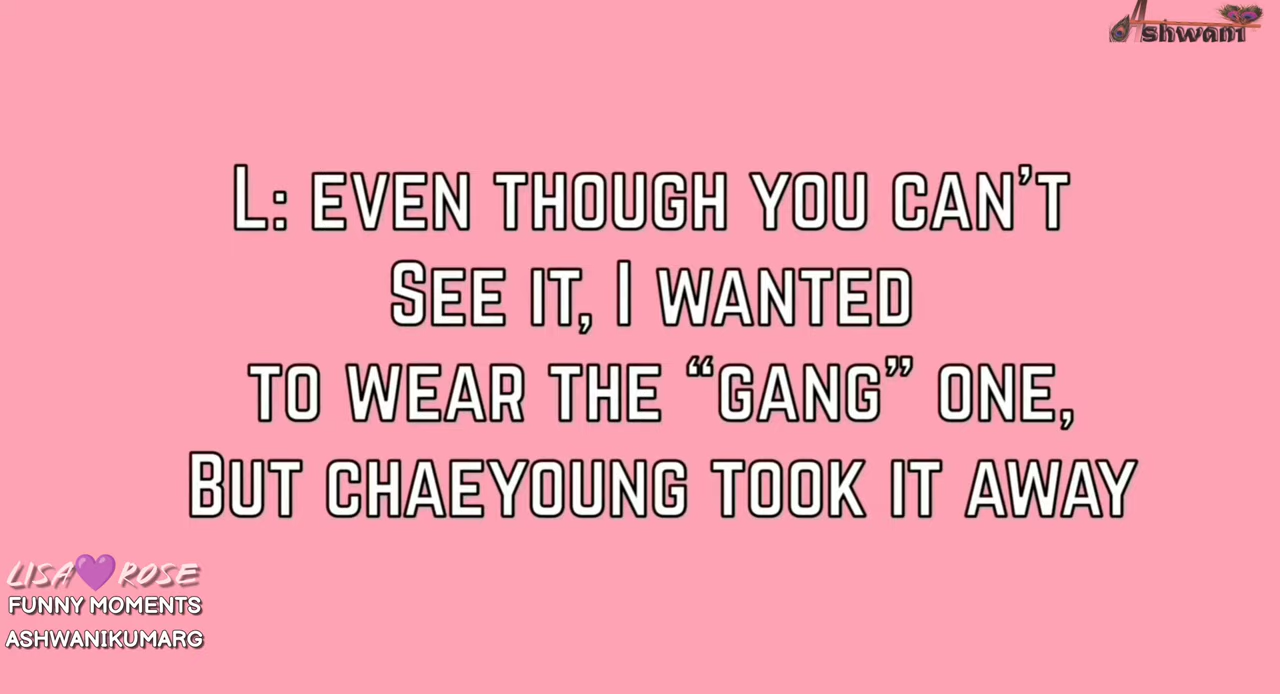 Ashwani
L: EVEN THOUGH YOU CAN’T
SEE IT, I WANTED
TO WEAR THE “GANG” ONE,
BUT CHAEYOUNG TOOK IT AWAY
LISA💜ROSE
FUNNY MOMENTS
ASHWANIKUMARG